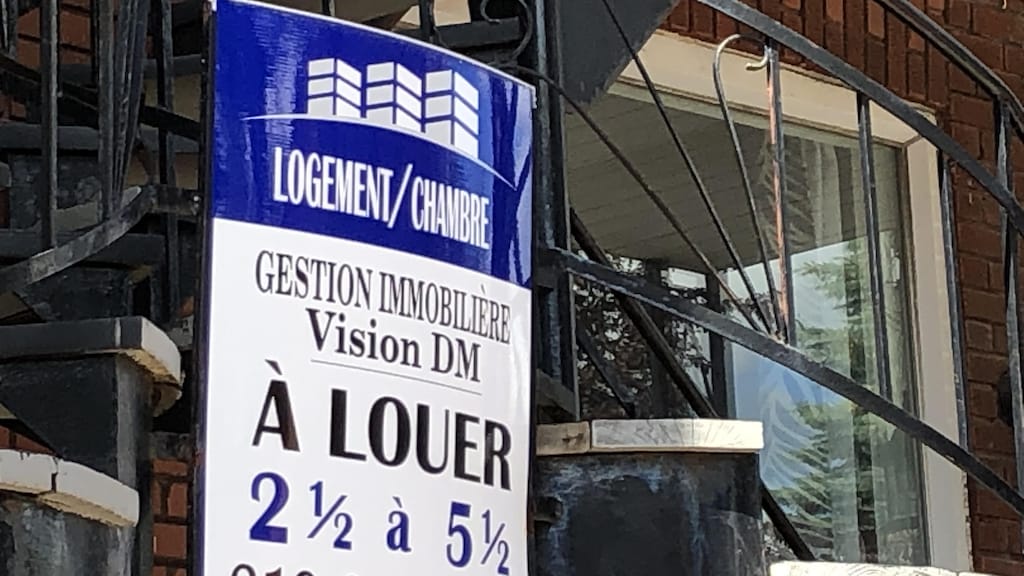 LOGEMENT/CHAMBRE
GESTION IMMOBILIÈRE
Vision DM
À LOUER
2 ½ à 5 ½